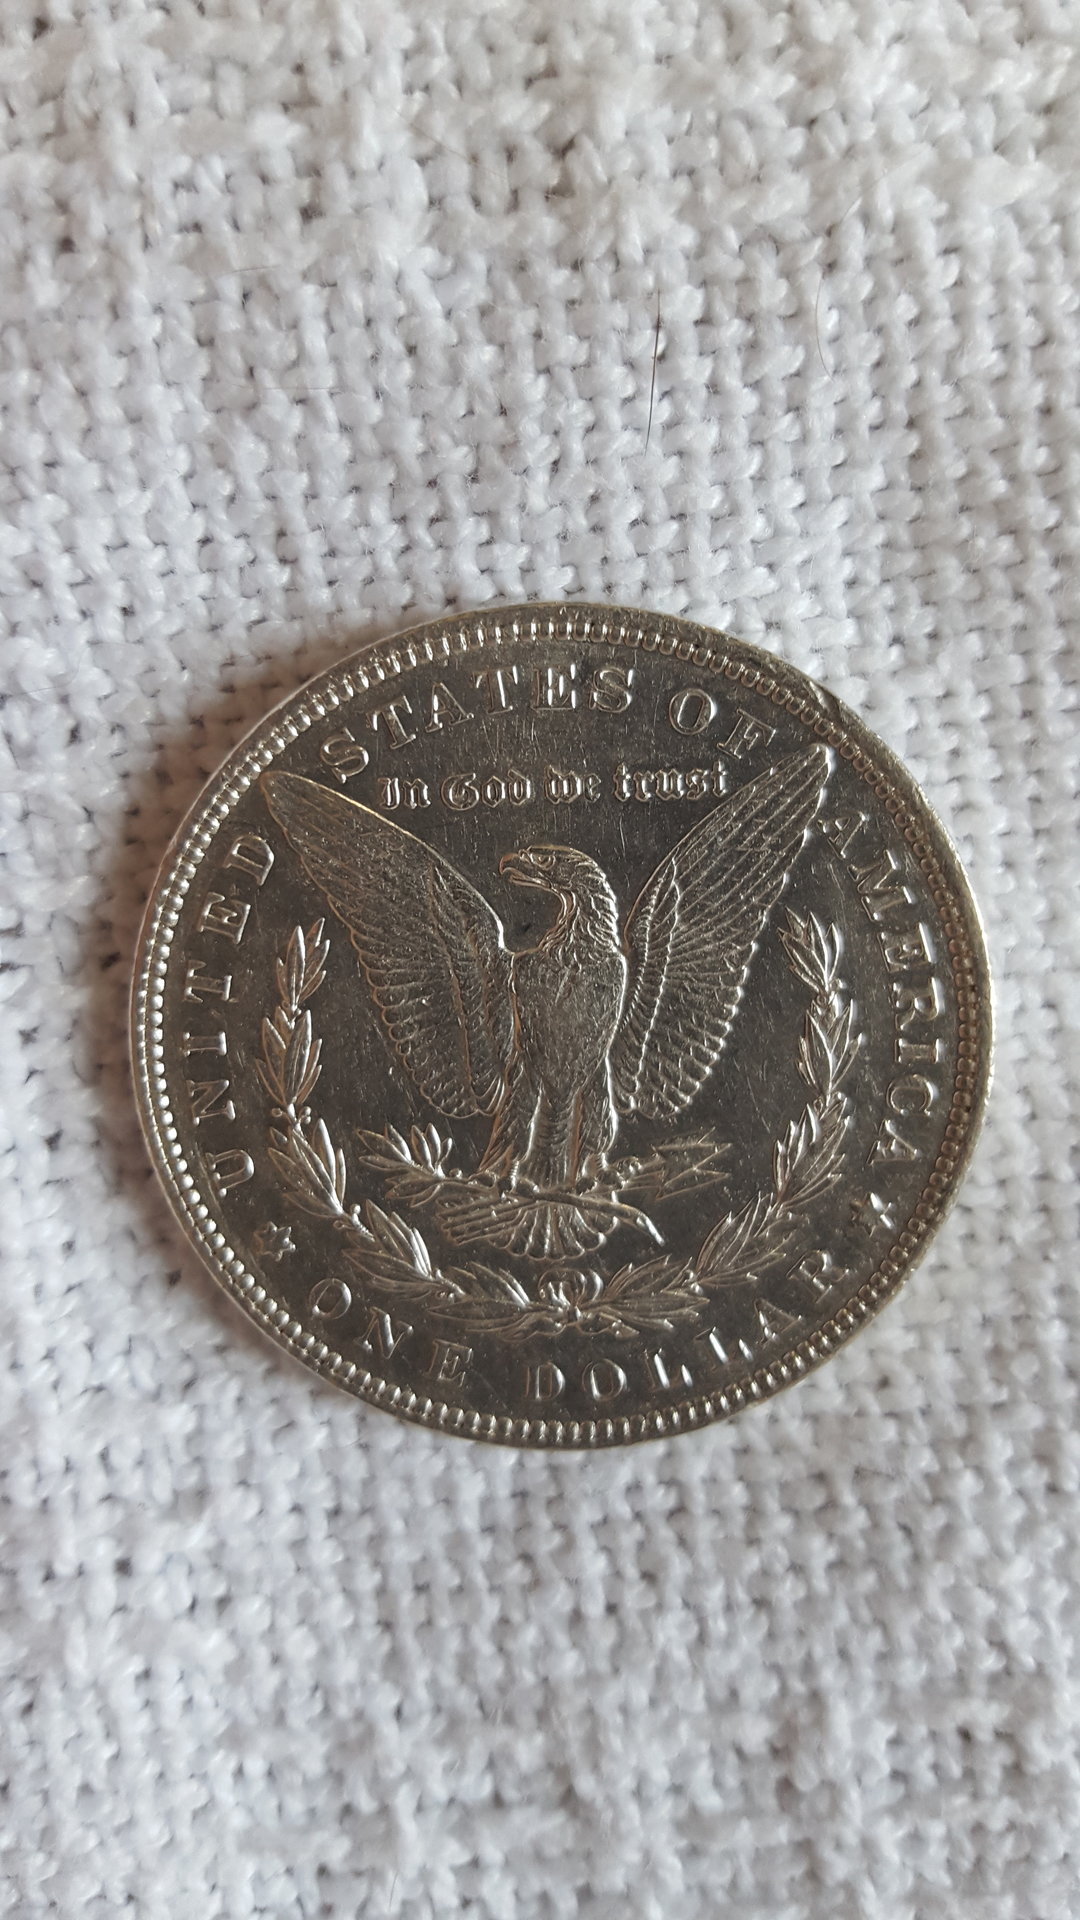 UNITED STATES OF AMERICA
In God we trust
ONE DOLLAR